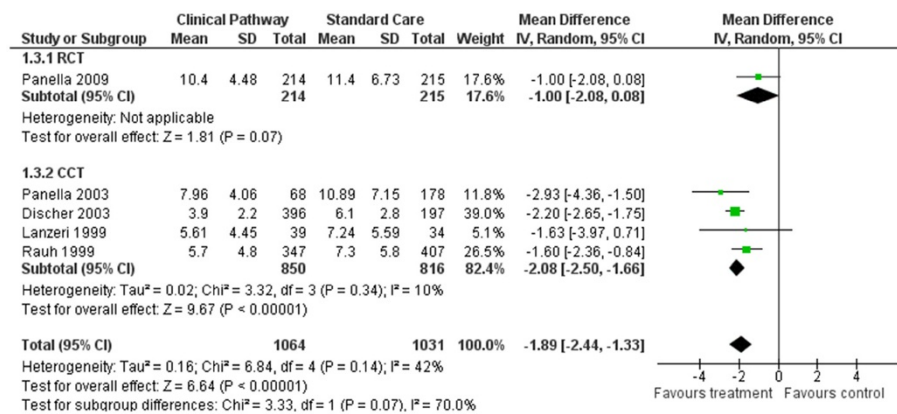 Clinical Pathway Standard Care Mean Difference Mean Difference
Study or Subgroup Mean SD Total Mean SD Total Weight IV, Random, 95% CI IV, Random, 95% CI
1.3.1 RCT
Panella 2009 10.4 4.48 214 11.4 6.73 215 17.6% -1.00 [-2.08, 0.08]
Subtotal (95% CI) 214 215 17.6% -1.00 [-2.08, 0.08]
Heterogeneity: Not applicable
Test for overall effect: Z = 1.81 (P = 0.07)
1.3.2 CCT
Panella 2003 7.96 4.06 68 10.89 7.15 178 11.8% -2.93 [-4.36, -1.50]
Discher 2003 3.9 2.2 396 6.1 2.8 197 39.0% -2.20 [-2.65, -1.75]
Lanzeri 1999 5.61 4.45 39 7.24 5.59 34 5.1% -1.63 [-3.97, 0.71]
Rauh 1999 5.7 4.8 347 7.3 5.8 407 26.5% -1.60 [-2.36, -0.84]
Subtotal (95% CI) 850 816 82.4% -2.08 [-2.50, -1.66]
Heterogeneity: Tau² = 0.02; Chi² = 3.32, df = 3 (P = 0.34); I² = 10%
Test for overall effect: Z = 9.67 (P < 0.00001)
Total (95% CI) 1064 1031 100.0% -1.89 [-2.44, -1.33]
Heterogeneity: Tau² = 0.16; Chi² = 6.84, df = 4 (P = 0.14); I² = 42%
Test for overall effect: Z = 6.64 (P < 0.00001)
Test for subgroup differences: Chi² = 3.33, df = 1 (P = 0.07), I² = 70.0%
-4 -2 0 2 4
Favours treatment Favours control